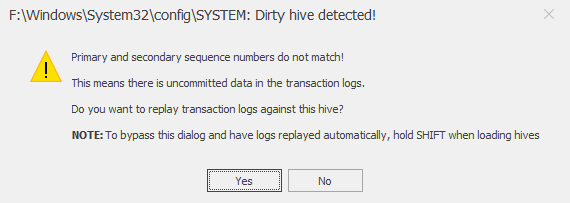 F:\Windows\System32\config\SYSTEM: Dirty hive detected!
Primary and secondary sequence numbers do not match!
This means there is uncommitted data in the transaction logs.
Do you want to replay transaction logs against this hive?
NOTE: To bypass this dialog and have logs replayed automatically, hold SHIFT when loading hives
Yes
No